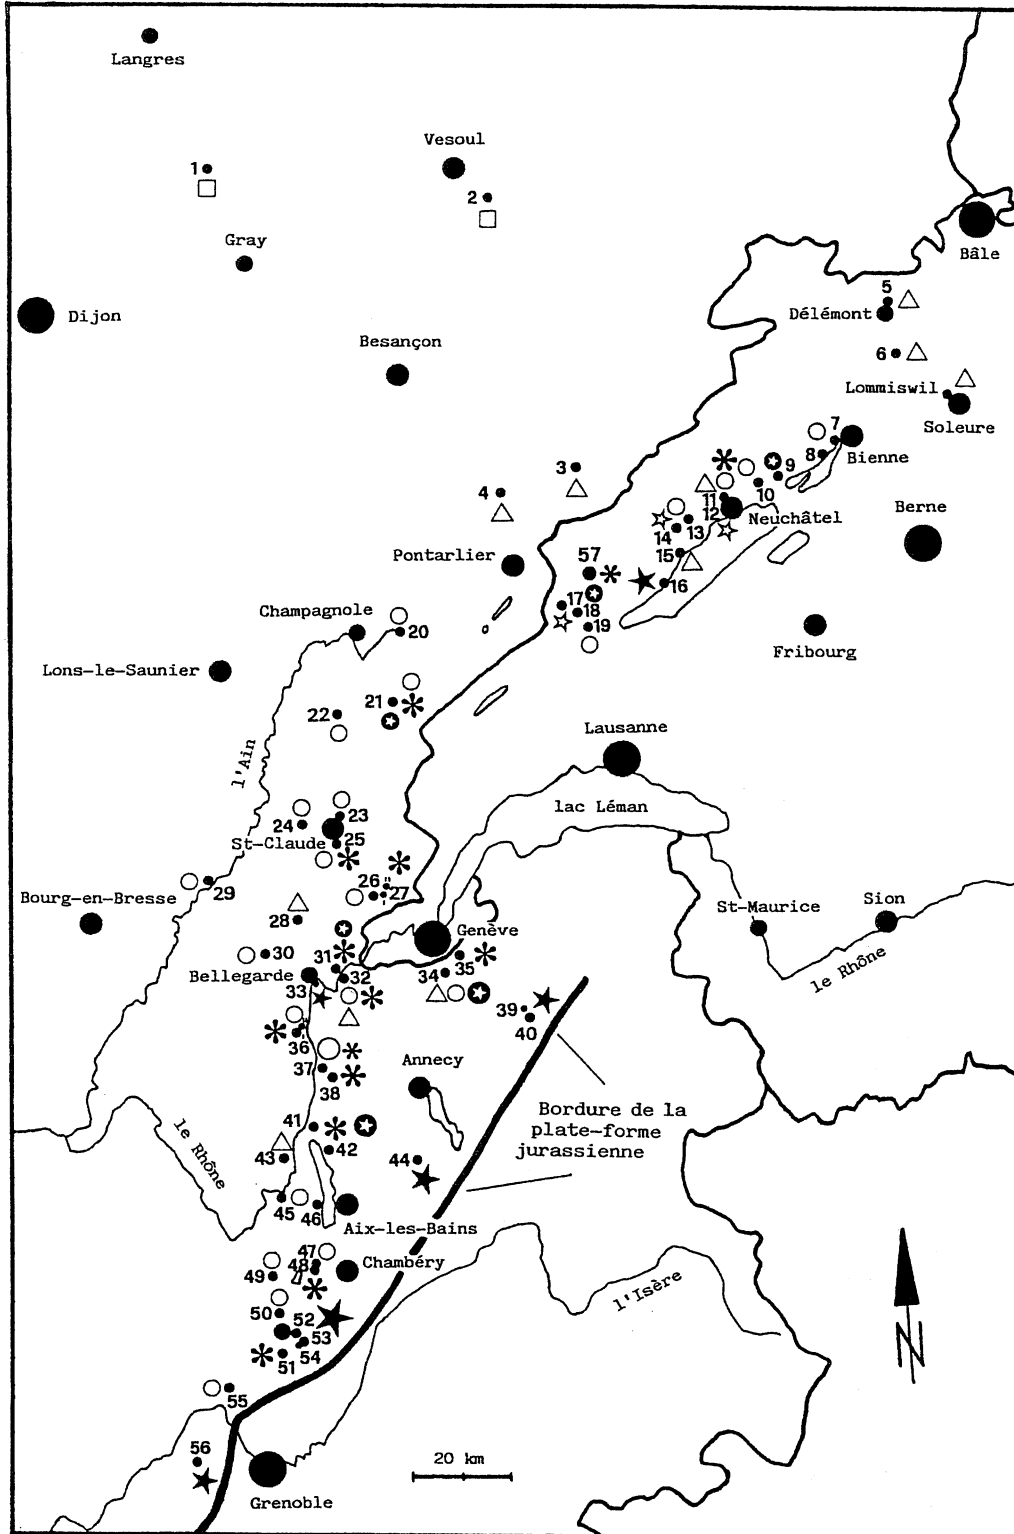 Langres
Vesoul
1
2
Gray
Bâle
Dijon
5
Délémont
Besançon
6
Lommiswil
Soleure
7
8
Bienne
3
9
4
10
11
12
Neuchâtel
Berne
13
14
Pontarlier
15
57
16
17
18
Champagnole
19
20
Fribourg
Lons-le-Saunier
21
22
Lausanne
l'Ain
lac Léman
23
24
St-Claude
25
26
27
29
Bourg-en-Bresse
St-Maurice
Sion
28
Genève
30
31
35
le Rhône
Bellegarde
32
34
33
39
40
36
Annecy
37
38
Bordure de la
plate-forme
jurassienne
41
le Rhône
42
43
44
45
46
Aix-les-Bains
47
48
Chambéry
49
l'Isère
50
52
53
54
51
N
55
56
20 km
Grenoble